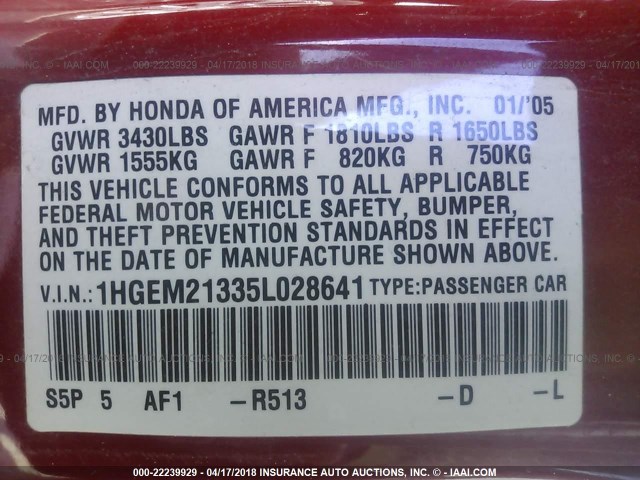 MFD. BY HONDA OF AMERICA MFG., INC. 01/'05
GVWR 3430LBS GAWR F 1810LBS R 1650LBS
GVWR 1555KG GAWR F 820KG R 750KG
THIS VEHICLE CONFORMS TO ALL APPLICABLE
FEDERAL MOTOR VEHICLE SAFETY, BUMPER,
AND THEFT PREVENTION STANDARDS IN EFFECT
ON THE DATE OF MANUFACTURE SHOWN ABOVE.
V.I.N.: 1HGEM21335L028641 TYPE:PASSENGER CAR
S5P 5 AF1 –R513 –D –L
000-22239929 - 04/17/2018 INSURANCE AUTO AUCTIONS, INC. - © IAAI.COM